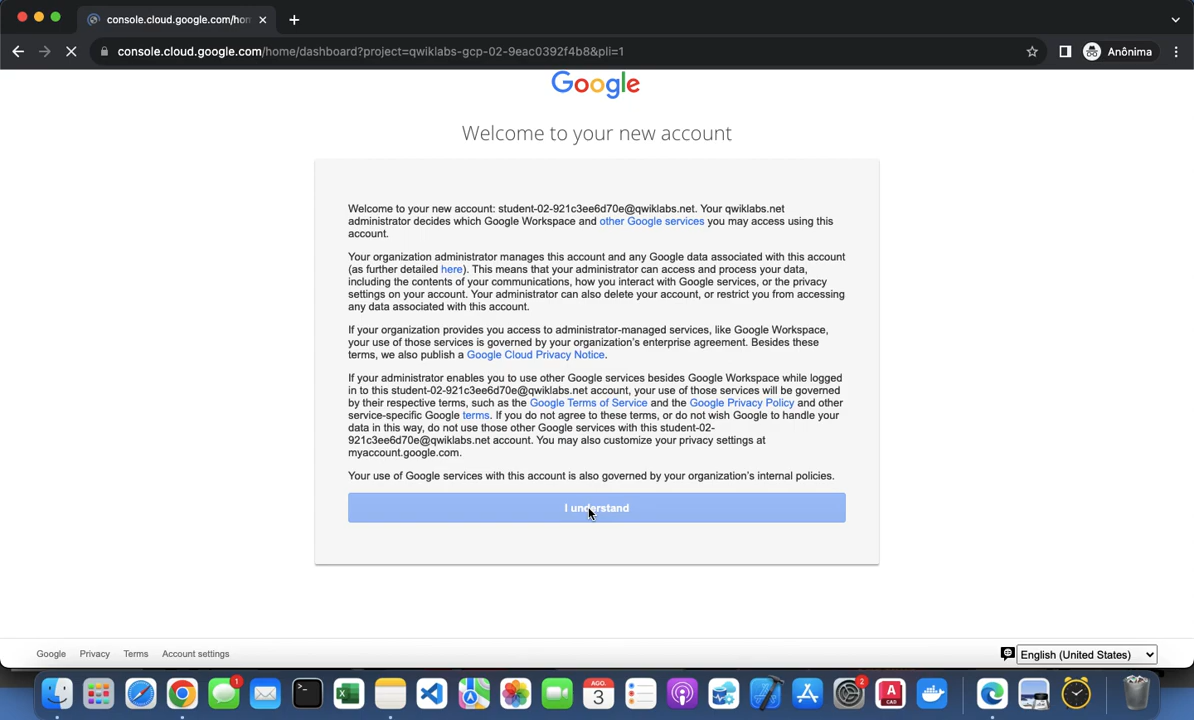 console.cloud.google.com/hom
console.cloud.google.com/home/dashboard?project=qwiklabs-gcp-02-9eac0392f4b8&pli=1
Anônima
Google
Welcome to your new account
Welcome to your new account: student-02-921c3ee6d70e@qwiklabs.net. Your qwiklabs.net
administrator decides which Google Workspace and other Google services you may access using this
account.
Your organization administrator manages this account and any Google data associated with this account
(as further detailed here). This means that your administrator can access and process your data,
including the contents of your communications, how you interact with Google services, or the privacy
settings on your account. Your administrator can also delete your account, or restrict you from accessing
any data associated with this account.
If your organization provides you access to administrator-managed services, like Google Workspace,
your use of those services is governed by your organization's enterprise agreement. Besides these
terms, we also publish a Google Cloud Privacy Notice.
If your administrator enables you to use other Google services besides Google Workspace while logged
in to this student-02-921c3ee6d70e@qwiklabs.net account, your use of those services will be governed
by their respective terms, such as the Google Terms of Service and the Google Privacy Policy and other
service-specific Google terms. If you do not agree to these terms, or do not wish Google to handle your
data in this way, do not use those other Google services with this student-02-
921c3ee6d70e@qwiklabs.net account. You may also customize your privacy settings at
myaccount.google.com.
Your use of Google services with this account is also governed by your organization's internal policies.
I understand
Google Privacy Terms Account settings
English (United States)
1
AGO.
3
2
A
CAD